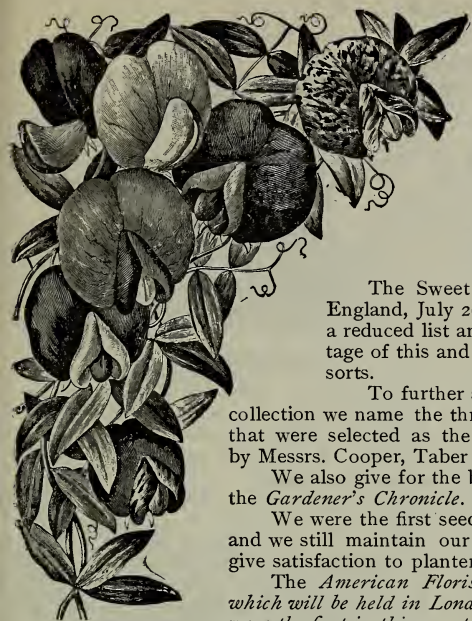 The Sweet
England, July 2
a reduced list an
tage of this and
sorts.
To further a
collection we name the thr
that were selected as the
by Messrs. Cooper, Taber
We also give for the b
the Gardener's Chronicle.
We were the first seed
and we still maintain our
give satisfaction to planter
The American Floris
which will be held in Lond